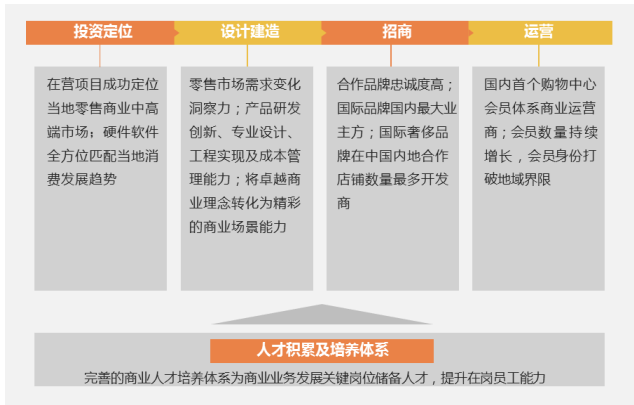 投资定位
设计建造
招商
运营
在营项目成功定位
当地零售商业中高
端市场；硬件软件
全方位匹配当地消
费发展趋势
零售市场需求变化
洞察力；产品研发
创新、专业设计、
工程实现及成本管
理能力；将卓越商
业理念转化为精彩
的商业场景能力
合作品牌忠诚度高；
国际品牌国内最大业
主方；国际奢侈品
牌在中国内地合作
店铺数量最多开发
商
国内首个购物中心
会员体系商业运营
商；会员数量持续
增长，会员身份打
破地域界限
人才积累及培养体系
完善的商业人才培养体系为商业业务发展关键岗位储备人才，提升在岗员工能力